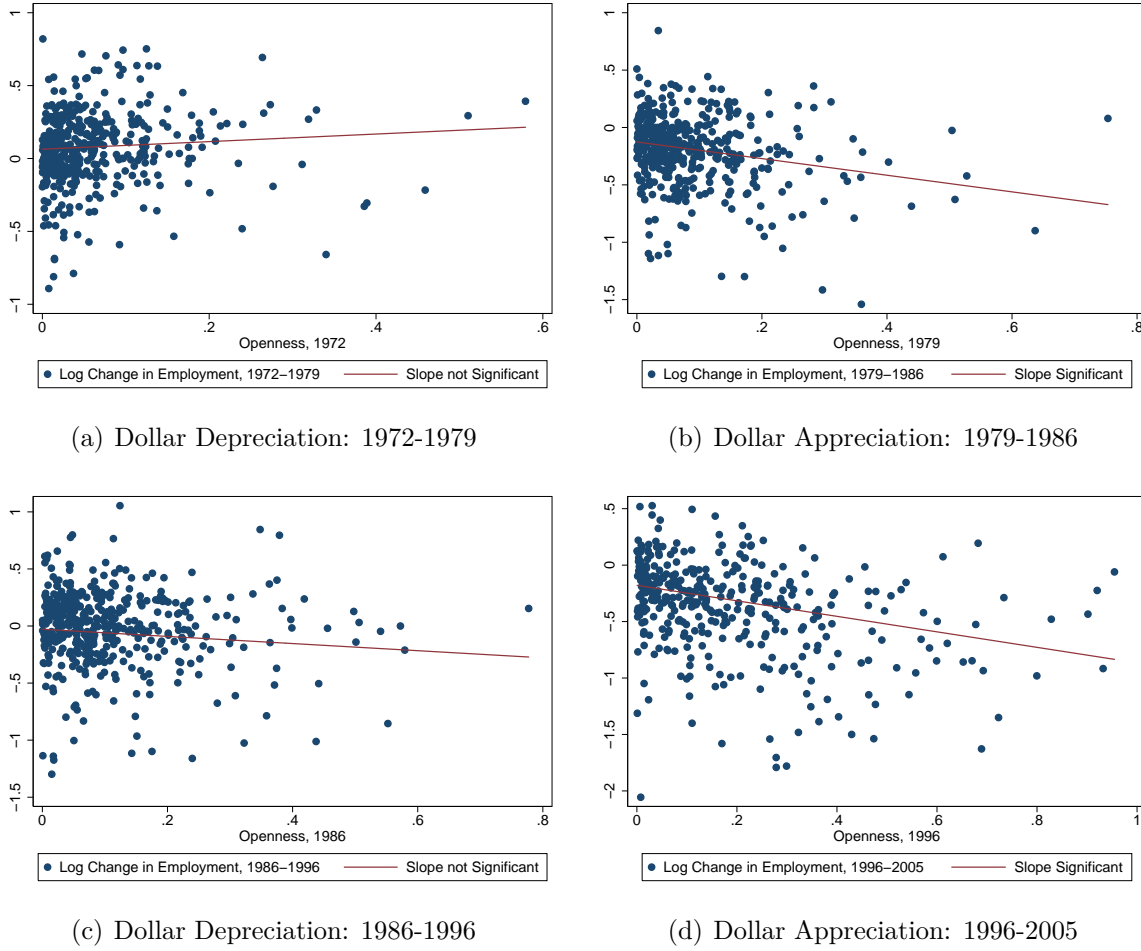 1
.5
0
−.5
−1
0
.2
.4
.6
Openness, 1972
Log Change in Employment, 1972−1979
Slope not Significant
(a) Dollar Depreciation: 1972-1979
1
.5
0
−.5
−1
−1.5
0
.2
.4
.6
.8
Openness, 1979
Log Change in Employment, 1979−1986
Slope Significant
(b) Dollar Appreciation: 1979-1986
1
.5
0
−.5
−1
−1.5
0
.2
.4
.6
.8
Openness, 1986
Log Change in Employment, 1986−1996
Slope not Significant
(c) Dollar Depreciation: 1986-1996
.5
0
−.5
−1
−1.5
−2
0
.2
.4
.6
.8
1
Openness, 1996
Log Change in Employment, 1996−2005
Slope Significant
(d) Dollar Appreciation: 1996-2005